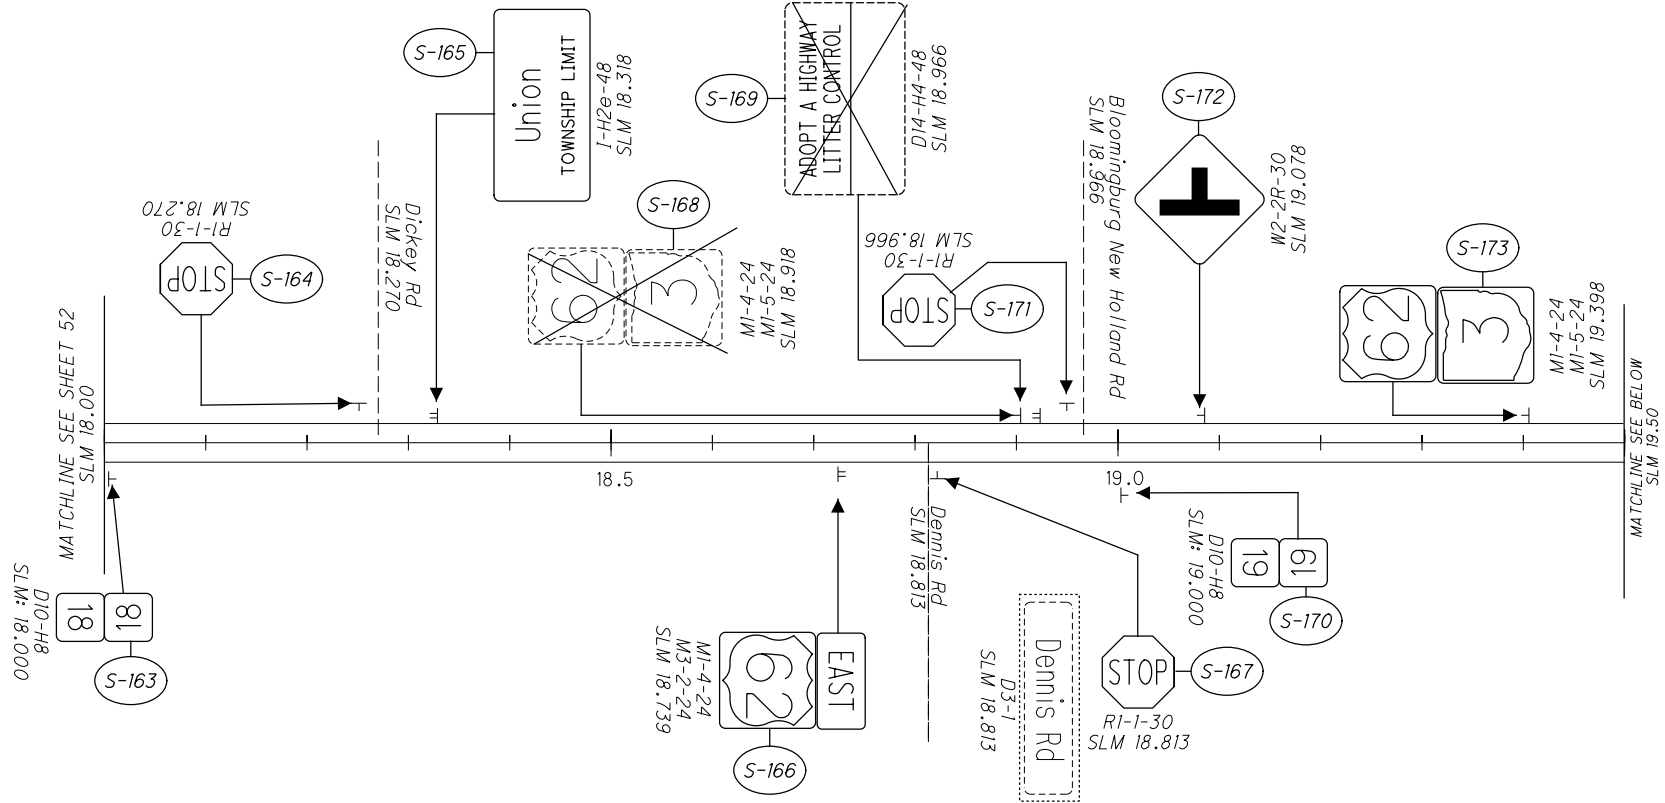 S-165
Union
TOWNSHIP LIMIT
I-H2e-48
SLM 18.318
S-169
ADOPT A HIGHWAY
LITTER CONTROL
D14-H4-48
SLM 18.966
S-172
W2-2R-30
SLM 19.078
Bloomingburg New Holland Rd
SLM 18.966
R1-1-30
SLM 18.270
STOP
S-164
Dickey Rd
SLM 18.270
S-168
62
3
M1-4-24
M1-5-24
SLM 18.918
R1-1-30
SLM 18.966
STOP
S-171
S-173
62
3
M1-4-24
M1-5-24
SLM 19.398
MATCHLINE SEE SHEET 52
SLM 18.00
18.5
19.0
MATCHLINE SEE BELOW
SLM 19.50
18
18
D10-H8
SLM: 18.000
S-163
EAST
62
M1-4-24
M3-2-24
SLM 18.739
S-166
Dennis Rd
SLM 18.813
Dennis Rd
D3-1
SLM 18.813
STOP
S-167
R1-1-30
SLM 18.813
19
19
D10-H8
SLM: 19.000
S-170